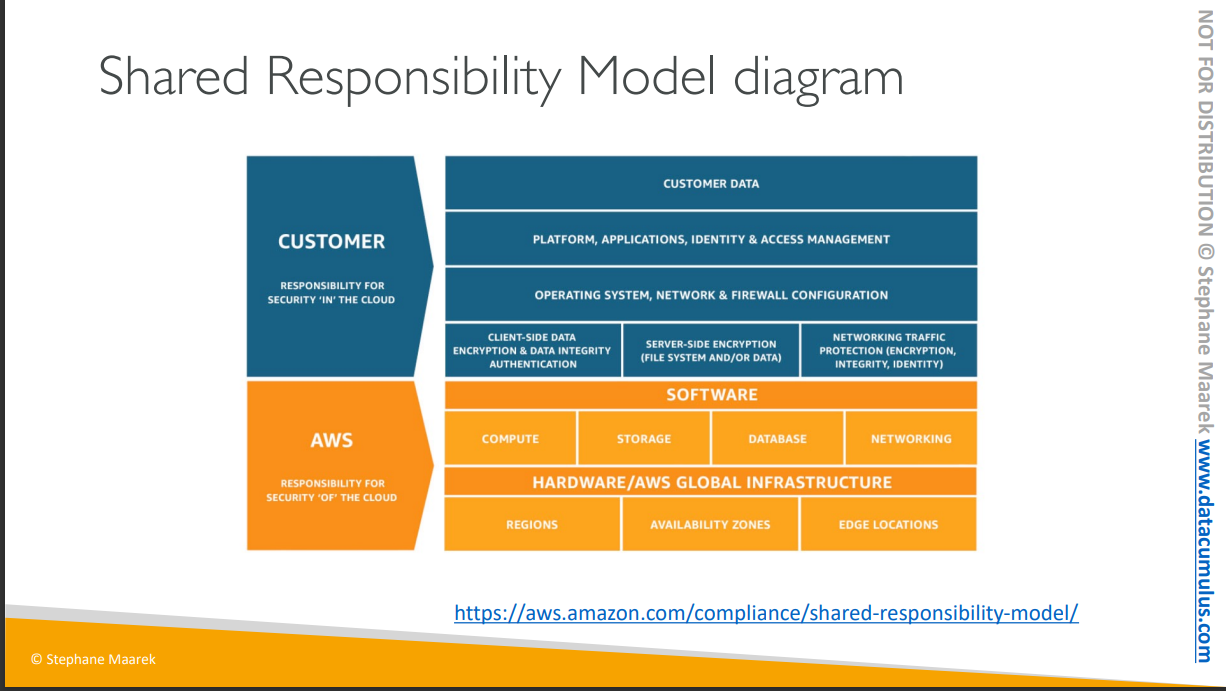 Shared Responsibility Model diagram
CUSTOMER
RESPONSIBILITY FOR
SECURITY ‘IN’ THE CLOUD
CUSTOMER DATA
PLATFORM, APPLICATIONS, IDENTITY & ACCESS MANAGEMENT
OPERATING SYSTEM, NETWORK & FIREWALL CONFIGURATION
CLIENT-SIDE DATA
ENCRYPTION & DATA INTEGRITY
AUTHENTICATION
SERVER-SIDE ENCRYPTION
(FILE SYSTEM AND/OR DATA)
NETWORKING TRAFFIC
PROTECTION (ENCRYPTION,
INTEGRITY, IDENTITY)
AWS
RESPONSIBILITY FOR
SECURITY ‘OF’ THE CLOUD
SOFTWARE
COMPUTE
STORAGE
DATABASE
NETWORKING
HARDWARE/AWS GLOBAL INFRASTRUCTURE
REGIONS
AVAILABILITY ZONES
EDGE LOCATIONS
https://aws.amazon.com/compliance/shared-responsibility-model/
© Stephane Maarek
NOT FOR DISTRIBUTION © Stephane Maarek www.datacumulus.com